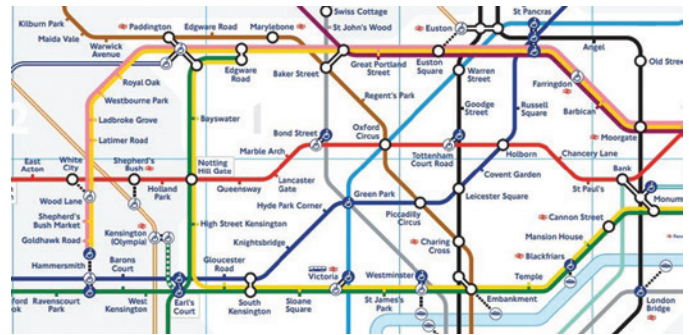 Kilburn Park
Maida Vale
Warwick
Avenue
Paddington
Edgware
Road
Marylebone
Swiss Cottage
St John's Wood
Euston
St Pancras
Angel
Old Stre
Royal Oak
Westbourne Park
Ladbroke Grove
Latimer Road
Edgware
Road
Baker Street
Great Portland
Street
Euston
Square
Warren
Street
Farringdon
Barbican
Moorgate
Regent's Park
Goodge
Street
Russell
Square
Bayswater
Bond Street
Oxford
Circus
Tottenham
Court Road
Holborn
Chancery Lane
Bank
Marble Arch
East
Acton
White
City
Shepherd's
Bush
Holland
Park
Notting
Hill Gate
Queensway
Lancaster
Gate
Covent Garden
Leicester Square
St Paul's
Monum
Wood Lane
Shepherd's
Bush Market
Goldhawk Road
Kensington
(Olympia)
High Street Kensington
Hyde Park Corner
Green Park
Piccadilly
Circus
Cannon Street
Mansion House
Knightsbridge
Charing
Cross
Blackfriars
Hammersmith
Barons
Court
Gloucester
Road
Victoria
Westminster
Temple
ford
ook
Ravenscourt
Park
West
Kensington
Earl's
Court
South
Kensington
Sloane
Square
St James's
Park
Embankment
London
Bridge
2
1